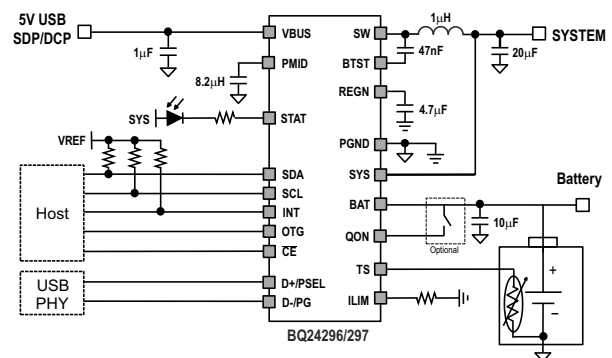 5V USB
SDP/DCP
1μF
VBUS
SW
1μH
SYSTEM
47nF
20μF
BTST
PMID
8.2μH
REGN
4.7μF
SYS
STAT
PGND
VREF
SYS
Host
SDA
SCL
INT
OTG
CE
BAT
QON
Optional
10μF
Battery
USB
PHY
D+/PSEL
D-/PG
TS
ILIM
+
–
BQ24296/297